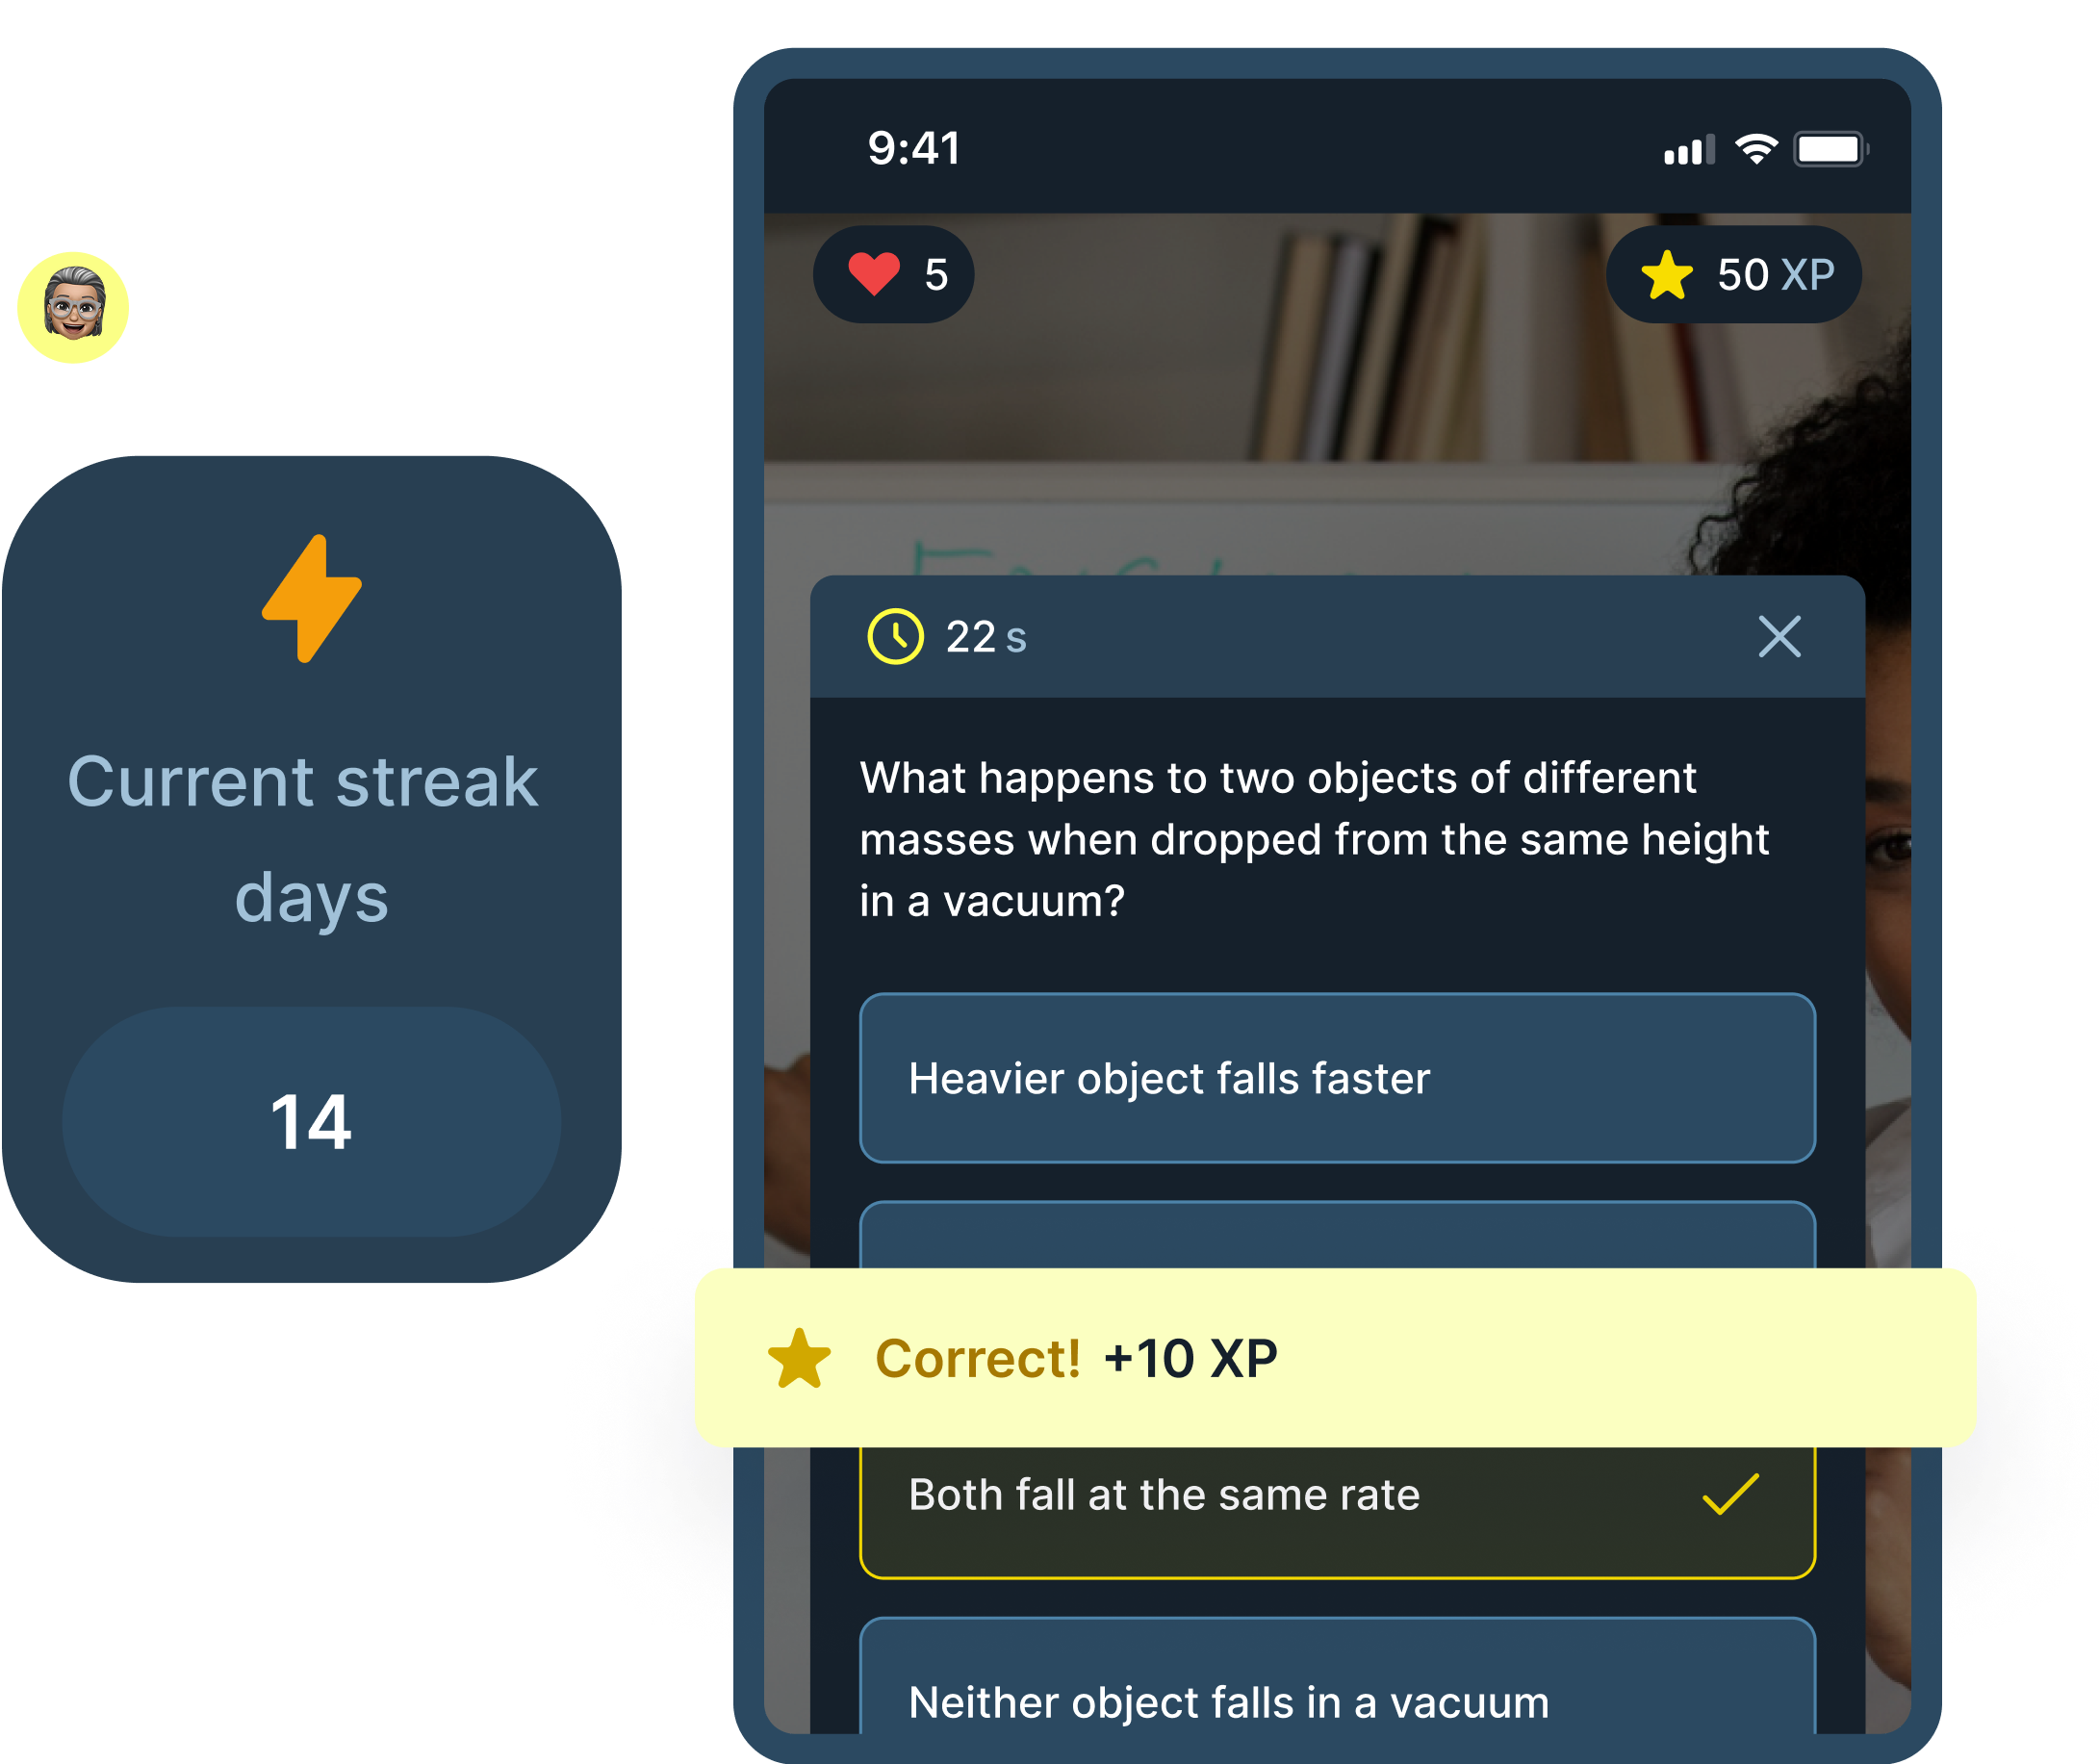 Current streak
days
14
9:41
5
50 XP
22 s
What happens to two objects of different
masses when dropped from the same height
in a vacuum?
Heavier object falls faster
Correct! +10 XP
Both fall at the same rate
Neither object falls in a vacuum